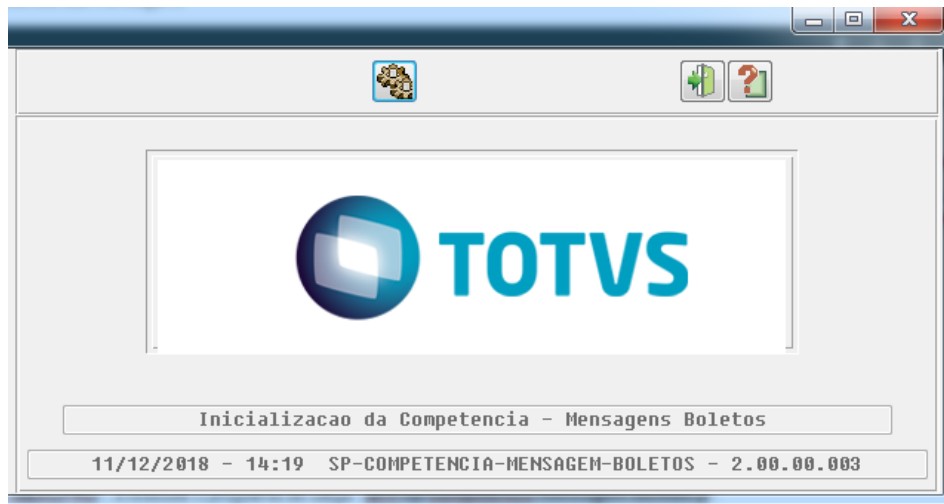 TOTVS
Inicializacao da Competencia - Mensagens Boletos
11/12/2018 - 14:19 SP-COMPETENCIA-MENSAGEM-BOLETOS - 2.00.00.003